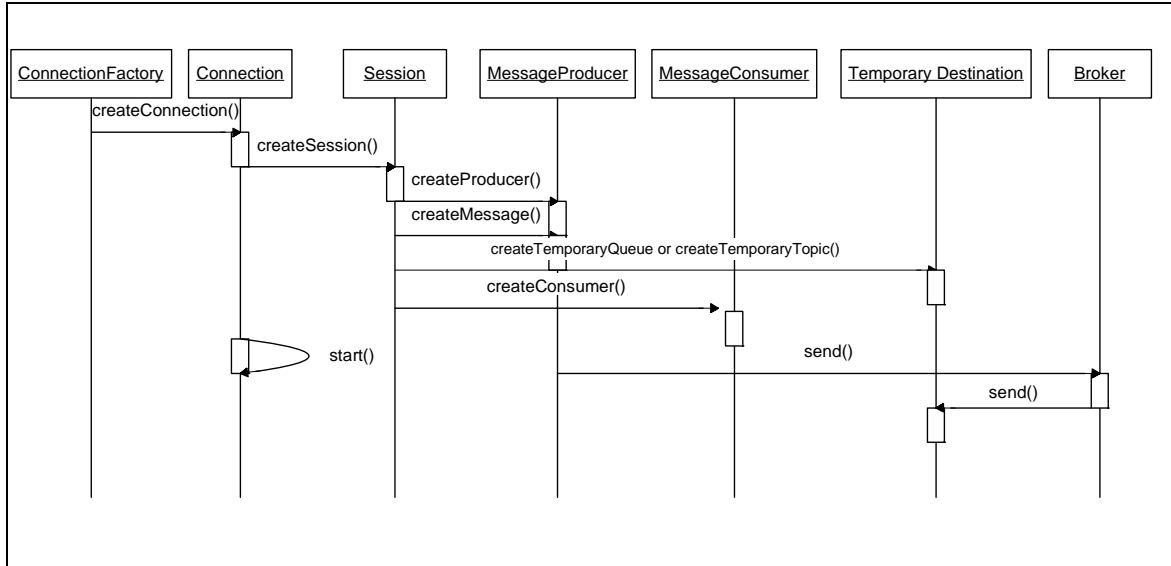 ConnectionFactory
Connection
Session
MessageProducer
MessageConsumer
Temporary Destination
Broker
createConnection()
createSession()
createProducer()
createMessage()
createTemporaryQueue or createTemporaryTopic()
createConsumer()
start()
send()
send()